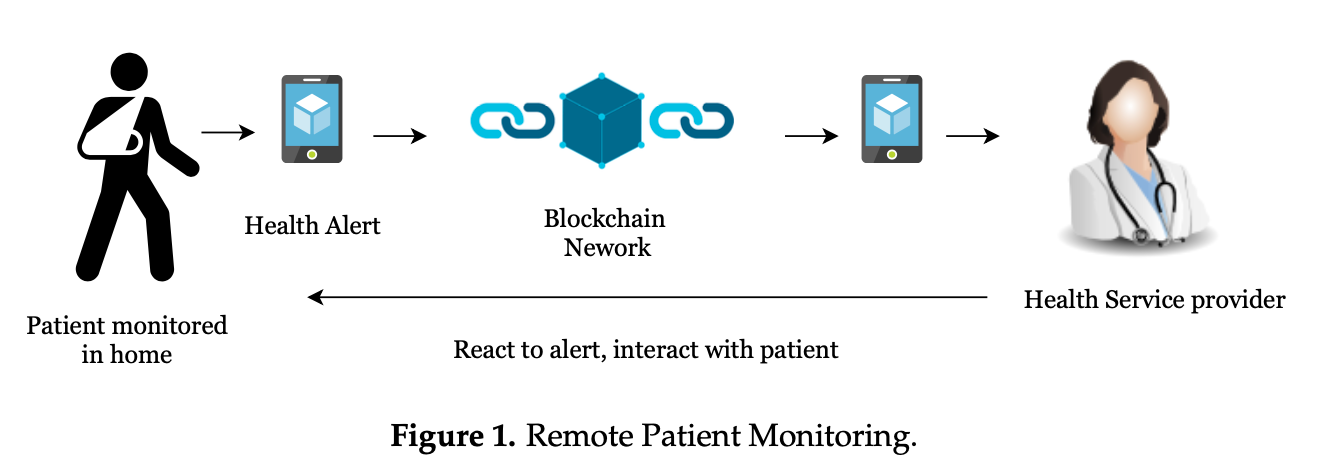 Health Alert
Blockchain
Nework
Health Service provider
Patient monitored
in home
React to alert, interact with patient
Figure 1. Remote Patient Monitoring.